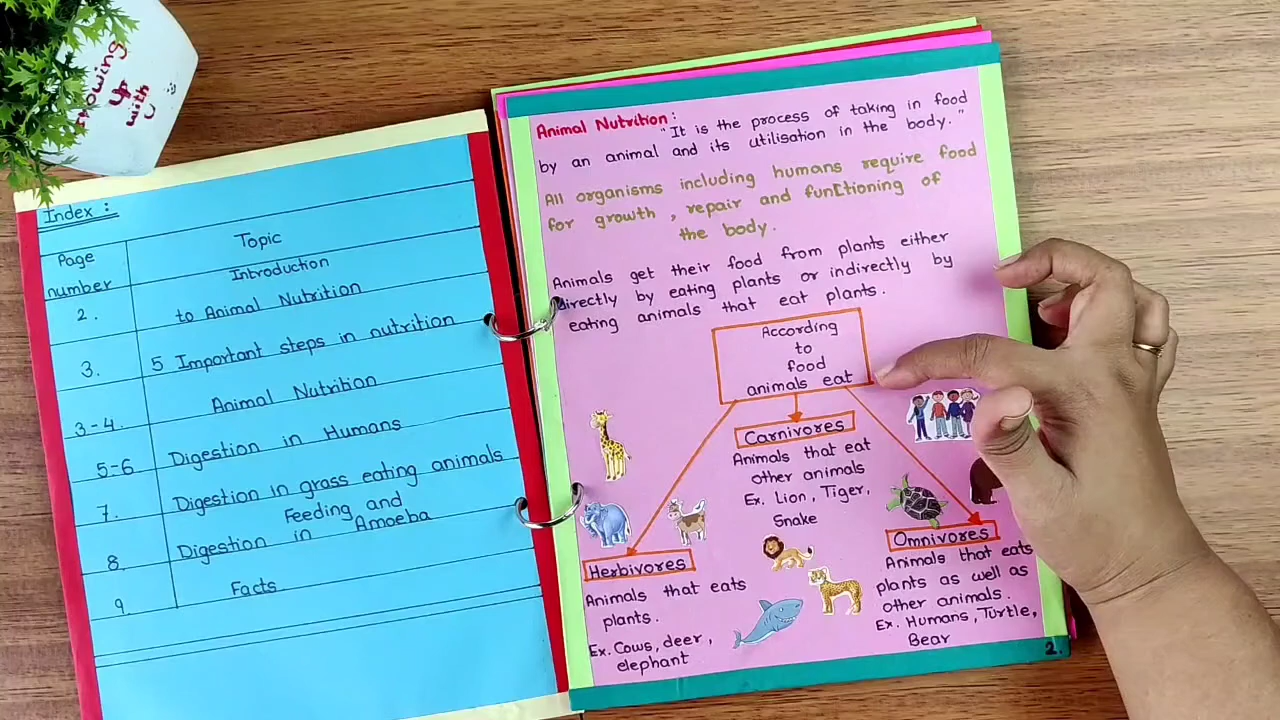 Growing
up
with
Index :
Page
number
Topic
2.
Introduction
to Animal Nutrition
3.
5 Important steps in nutrition
3-4.
Animal Nutrition
5-6
Digestion in Humans
7.
Digestion in grass eating animals
8
Feeding and
Digestion in Amoeba
9
Facts
Animal Nutrition:
"It is the process of taking in food
by an animal and its utilisation in the body."
All organisms including humans require food
for growth, repair and functioning of
the body.
Animals get their food from plants either
directly by eating plants or indirectly by
eating animals that eat plants.
According
to
food
animals eat
Herbivores
Animals that eats
plants.
Ex. Cows, deer,
elephant
Carnivores
Animals that eat
other animals
Ex. Lion, Tiger,
Snake
Omnivores
Animals that eats
plants as well as
other animals.
Ex. Humans, Turtle,
Bear
2.